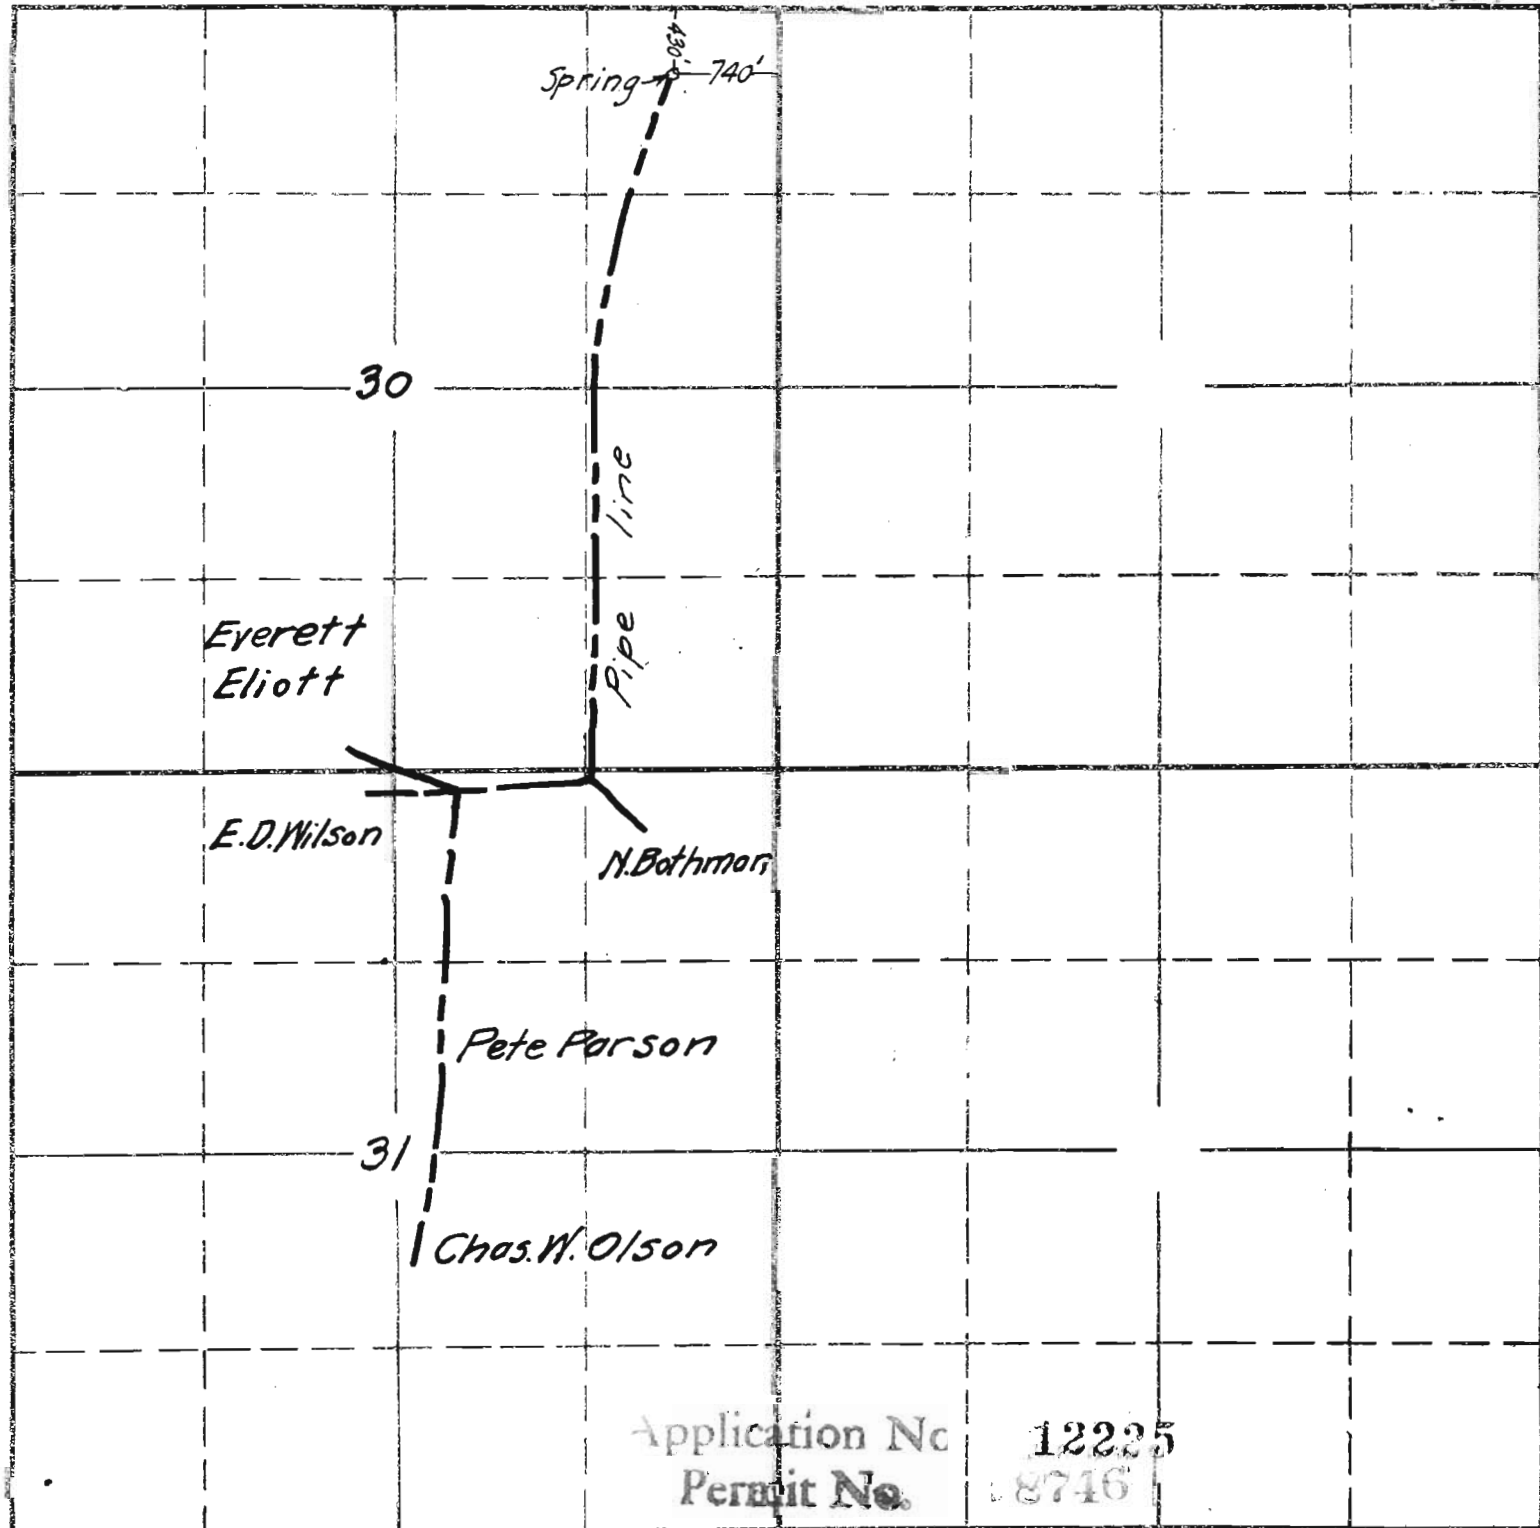 430'
Spring 740'
30
Pipe line
Everett
Eliott
E.D. Wilson
N. Bothman
Pete Parson
31
Chas. W. Olson
Application No 12225
Permit No. 8746